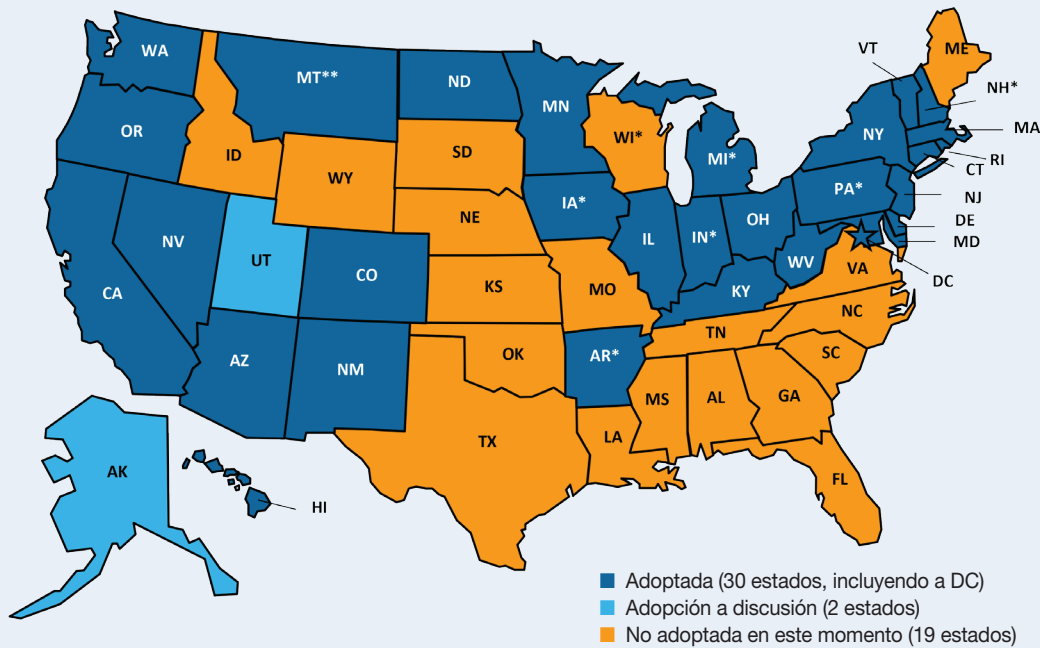 WA
MT**
ND
MN
VT
ME
NH*
MA
RI
CT
NJ
DE
MD
DC
OR
ID
WY
SD
WI*
MI*
NY
PA*
NE
IA*
NV
UT
CO
CA
IL
IN*
OH
WV
VA
KS
MO
KY
NC
TN
SC
AZ
NM
OK
AR*
MS
AL
GA
TX
LA
FL
AK
HI
Adoptada (30 estados, incluyendo a DC)
Adopción a discusión (2 estados)
No adoptada en este momento (19 estados)